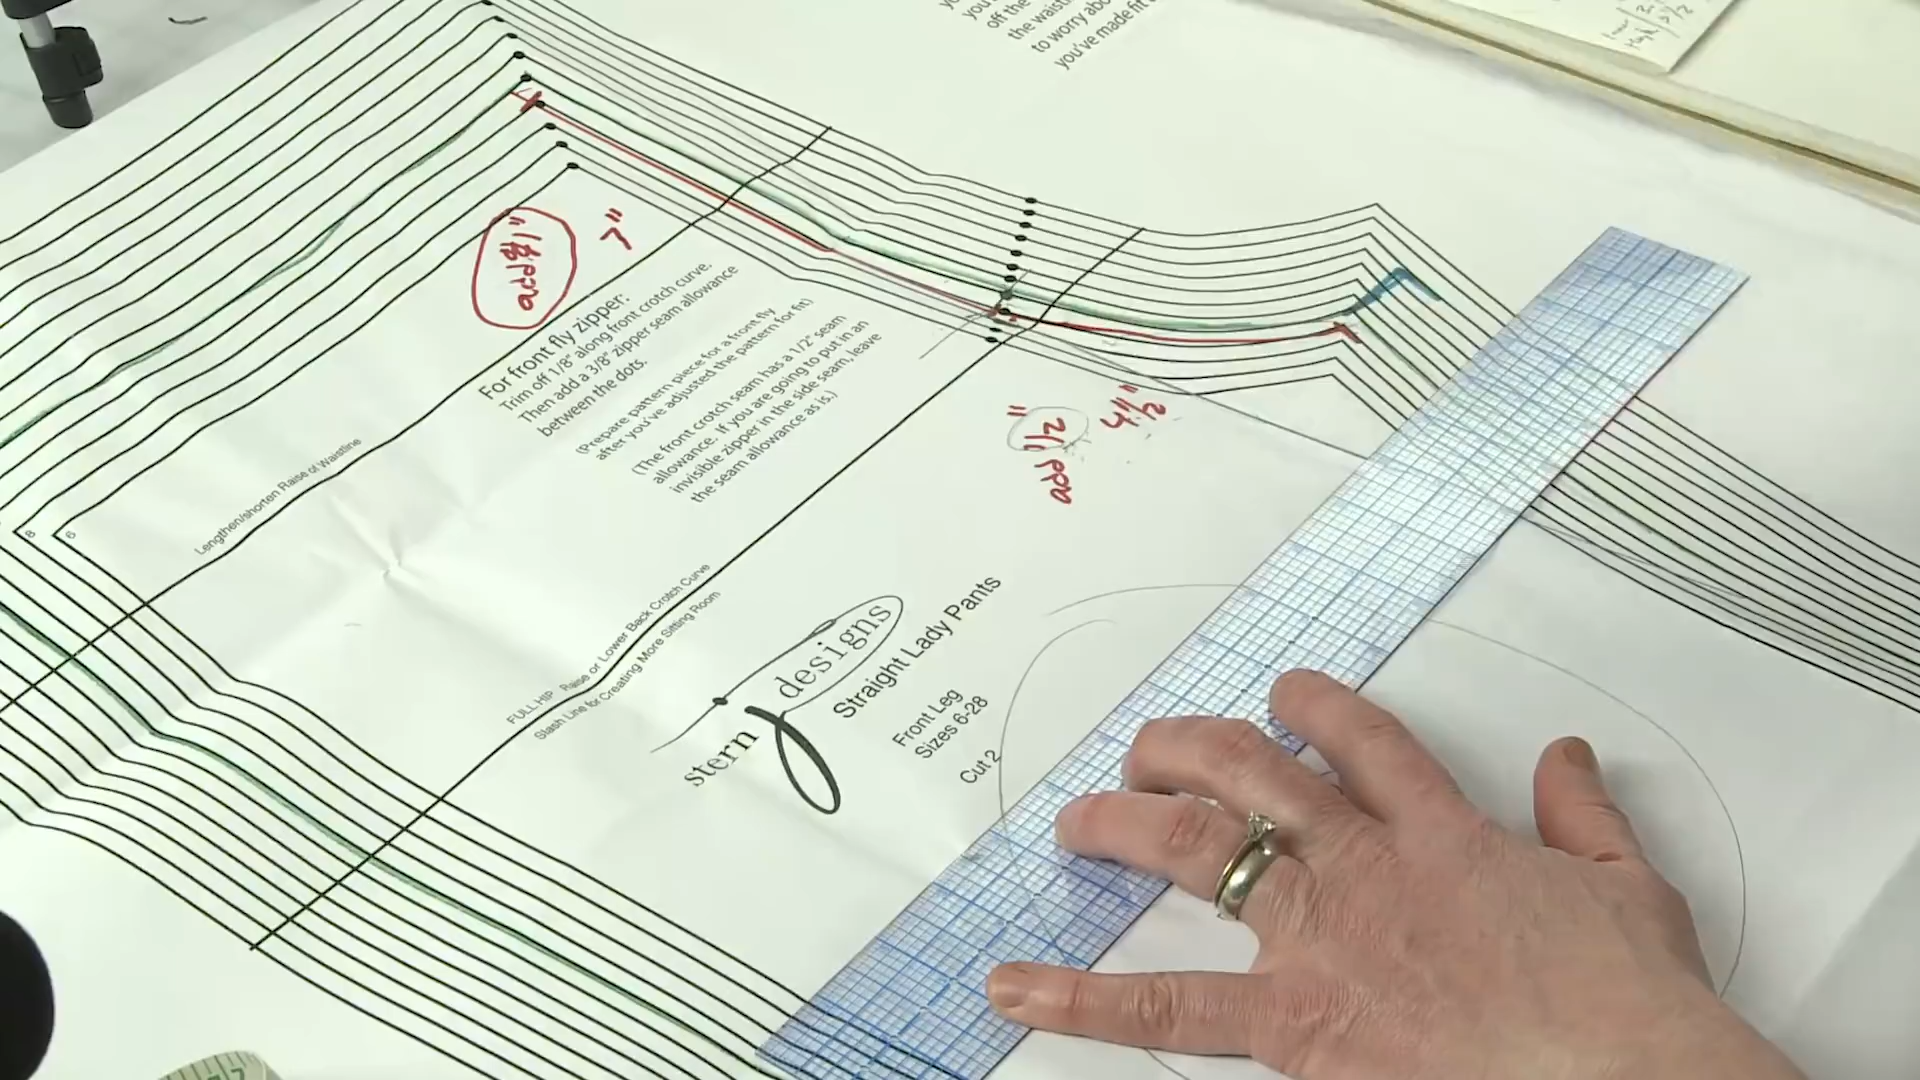 off the
the waist
to worry abo
you've made fit
add 1"
7"
For front fly zipper:
Trim off 1/8" along front crotch curve.
Then add a 3/8" zipper seam allowance
between the dots.
(Prepare pattern piece for a front fly
after you've adjusted the pattern for fit)
(The front crotch seam has a 1/2" seam
allowance. If you are going to put in an
invisible zipper in the side seam, leave
the seam allowance as is.)
add 1/2"
4 1/2"
Lengthen/shorten Raise of Waistline
8
6
FULL HIP Raise or Lower Back Crotch Curve
Slash Line for Creating More Sitting Room
stern designs
Straight Lady Pants
Front Leg
Sizes 6-28
Cut 2